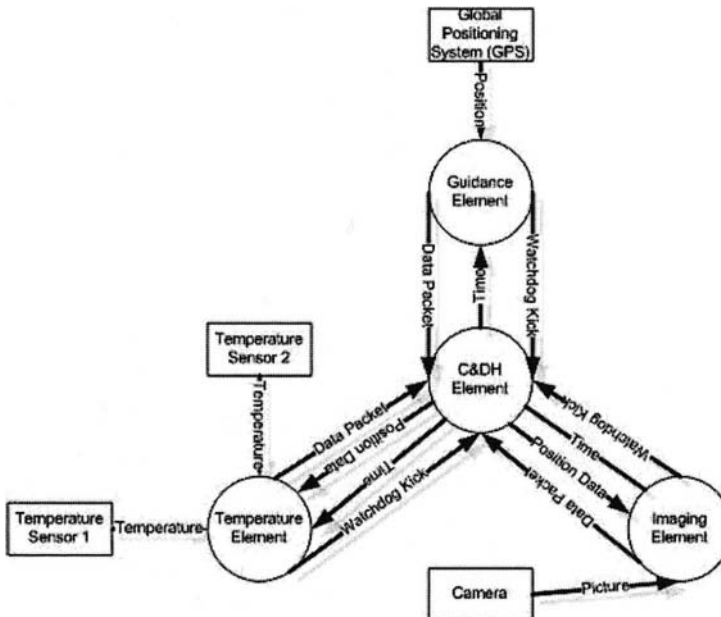 Global
Positioning
System (GPS)
Position
Guidance
Element
Data Packet
Time
Watchdog Kick
C&DH
Element
Temperature
Sensor 2
Temperature
Data Packet
Position Data
Time
Watchdog Kick
Watchdog Kick
Time
Position Data
Data Packet
Temperature
Sensor 1
Temperature
Temperature
Element
Imaging
Element
Camera
Picture